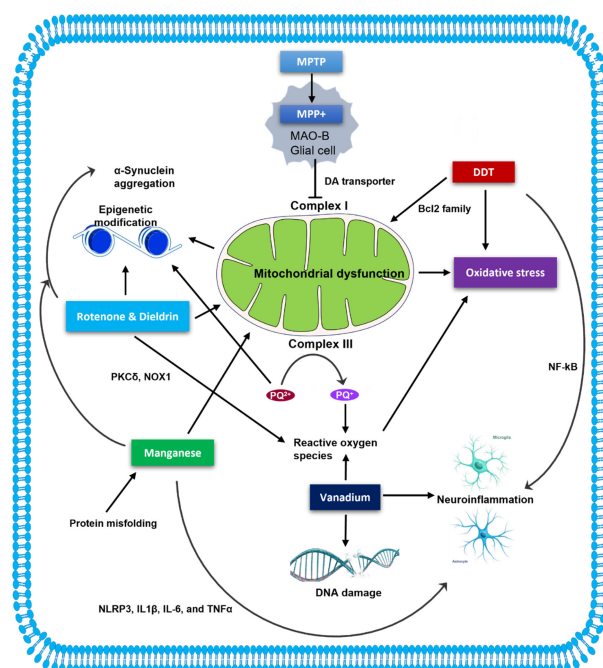 MPTP
MPP+
MAO-B
Glial cell
DA transporter
α-Synuclein
aggregation
DDT
Complex I
Bcl2 family
Epigenetic
modification
Mitochondrial dysfunction
Oxidative stress
Rotenone & Dieldrin
Complex III
NF-kB
PKCδ, NOX1
PQ²⁺
PQ⁺
Reactive oxygen
species
Microglia
Manganese
Vanadium
Neuroinflammation
Protein misfolding
Astrocyte
DNA damage
NLRP3, IL1β, IL-6, and TNFα